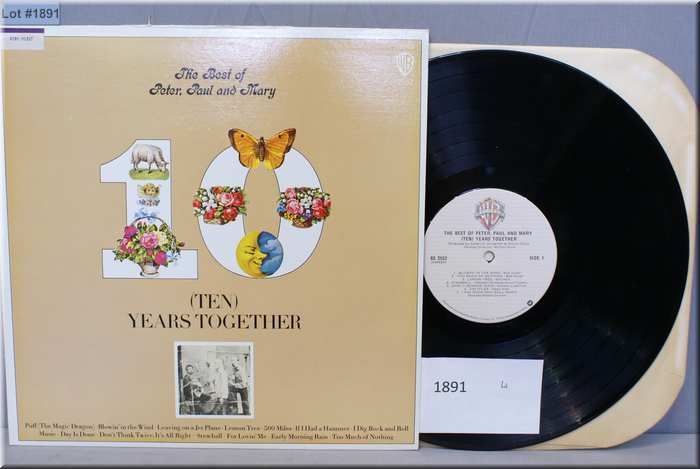 Lot #1891
The Best of
Peter, Paul and Mary
10
(TEN)
YEARS TOGETHER
Puff (The Magic Dragon) · Blowin' in the Wind · Leaving on a Jet Plane · Lemon Tree · 500 Miles · If I Had a Hammer · I Dig Rock and Roll
Music · Day Is Done · Don't Think Twice, It's All Right · Stewball · For Lovin' Me · Early Morning Rain · Too Much of Nothing
THE BEST OF PETER, PAUL AND MARY
(TEN) YEARS TOGETHER
SIDE 1
1891